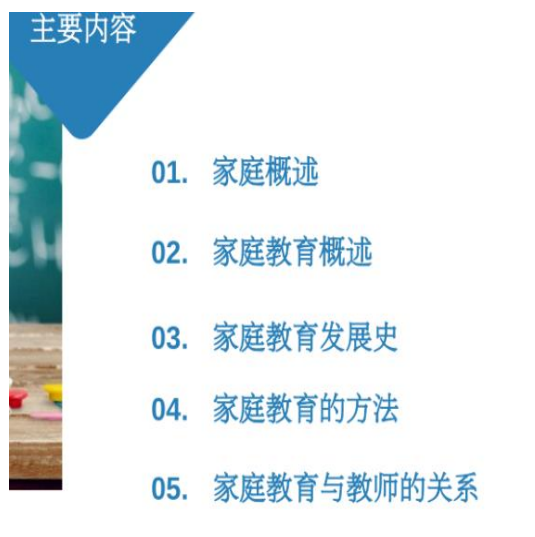 主要内容
01. 家庭概述
02. 家庭教育概述
03. 家庭教育发展史
04. 家庭教育的方法
05. 家庭教育与教师的关系